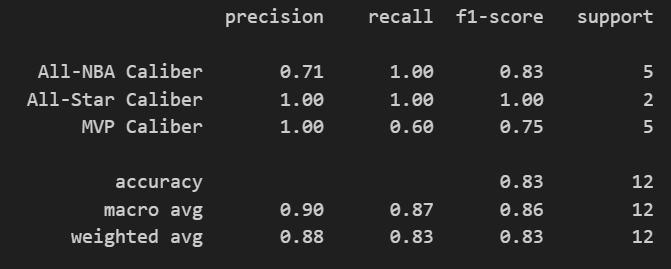 precision recall f1-score support
All-NBA Caliber 0.71 1.00 0.83 5
All-Star Caliber 1.00 1.00 1.00 2
MVP Caliber 1.00 0.60 0.75 5
accuracy 0.83 12
macro avg 0.90 0.87 0.86 12
weighted avg 0.88 0.83 0.83 12